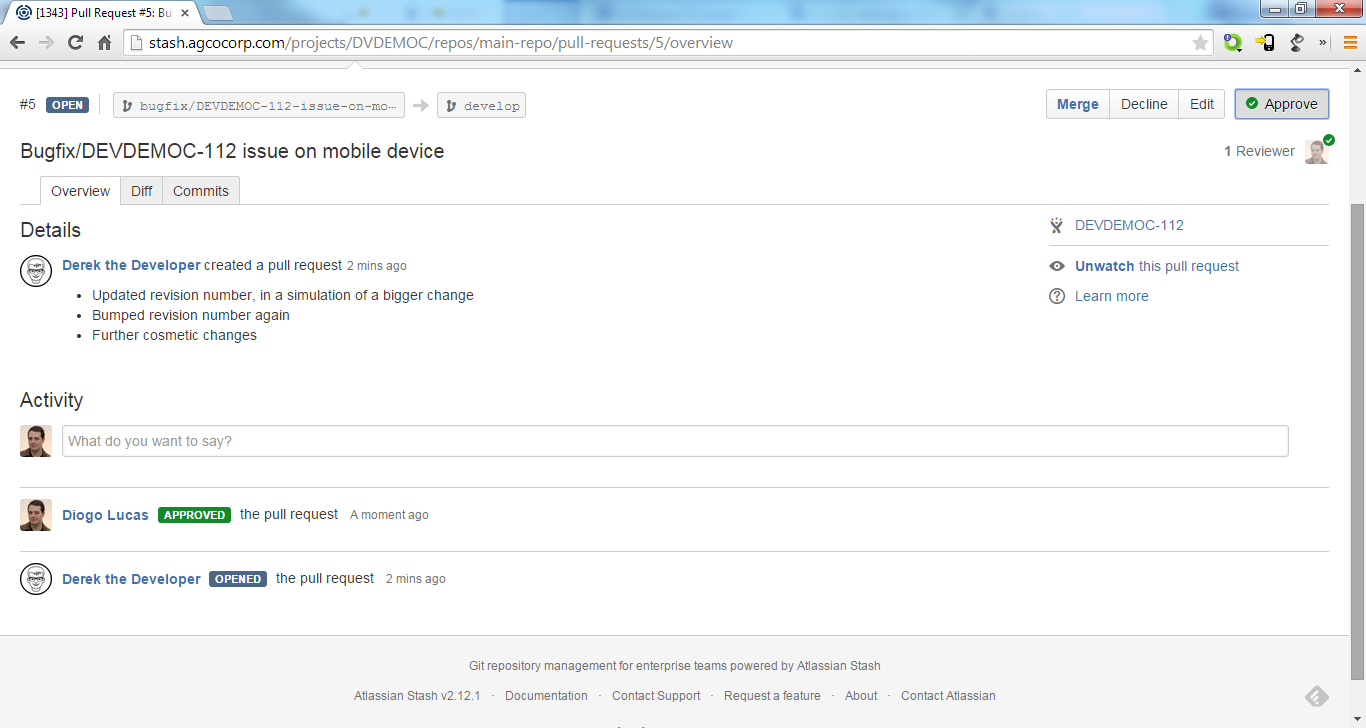 [1343] Pull Request #5: Bu
stash.agcocorp.com/projects/DVDEMOC/repos/main-repo/pull-requests/5/overview
#5 OPEN bugfix/DEVDEMOC-112-issue-on-mo… develop Merge Decline Edit Approve
Bugfix/DEVDEMOC-112 issue on mobile device 1 Reviewer
Overview Diff Commits
Details DEVDEMOC-112
Derek the Developer created a pull request 2 mins ago Unwatch this pull request
• Updated revision number, in a simulation of a bigger change Learn more
• Bumped revision number again
• Further cosmetic changes
Activity
What do you want to say?
Diogo Lucas APPROVED the pull request A moment ago
Derek the Developer OPENED the pull request 2 mins ago
Git repository management for enterprise teams powered by Atlassian Stash
Atlassian Stash v2.12.1 · Documentation · Contact Support · Request a feature · About · Contact Atlassian